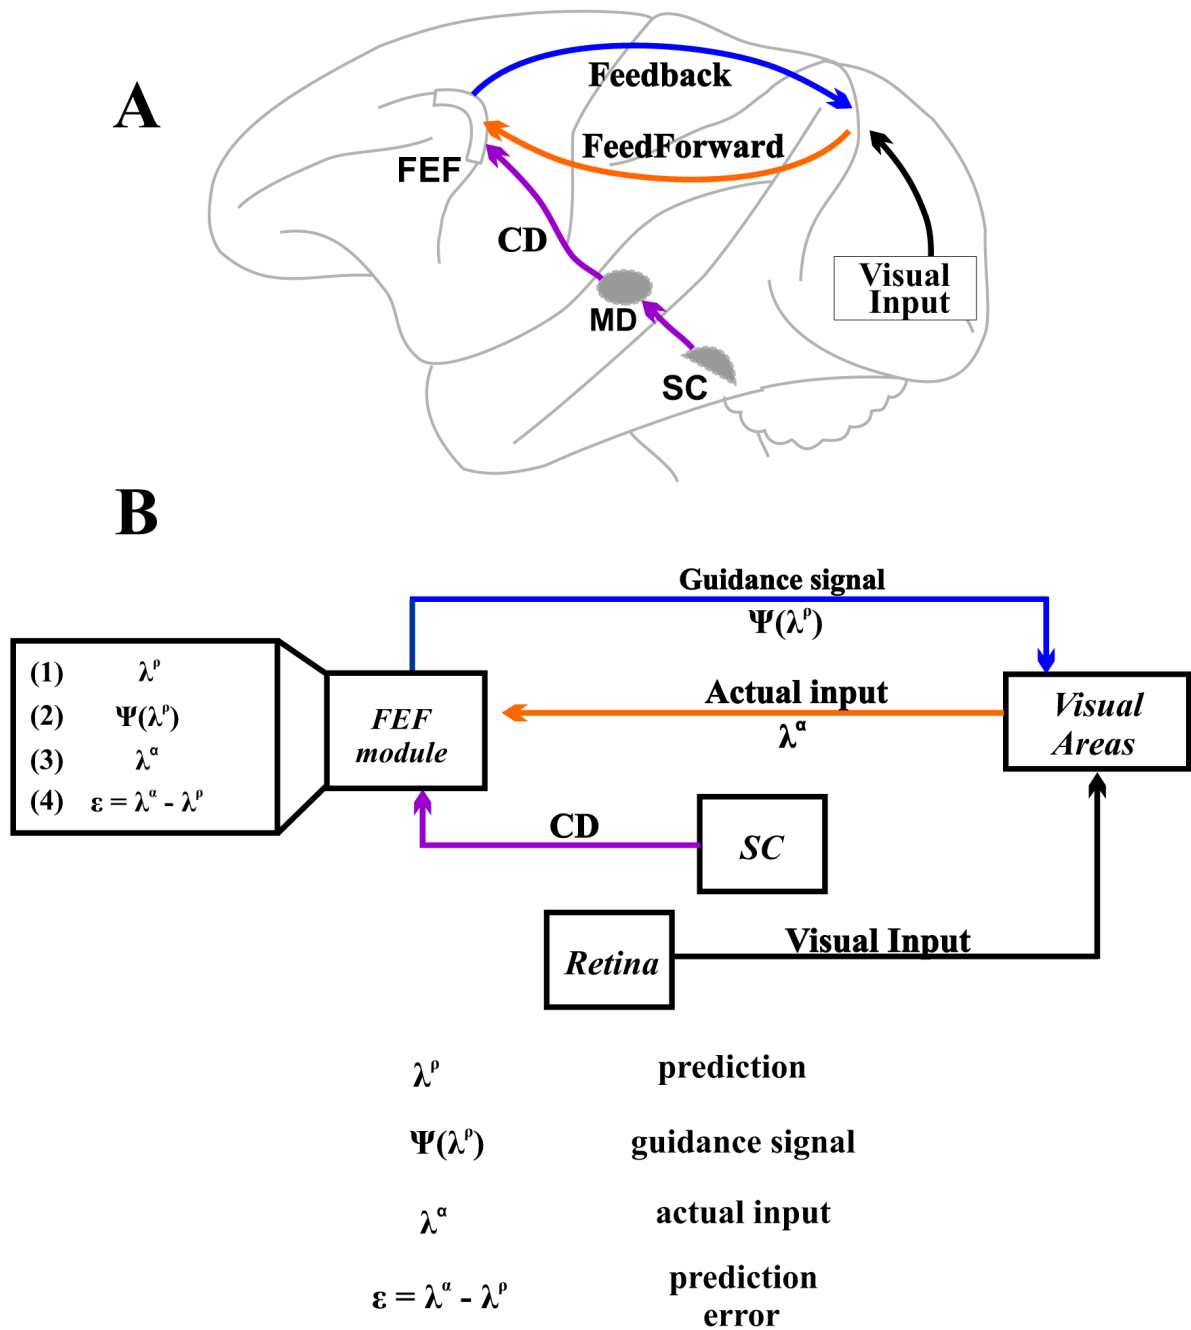 A
Feedback
FeedForward
FEF
CD
Visual
Input
MD
SC
B
Guidance signal
Ψ(λᵖ)
(1) λᵖ
(2) Ψ(λᵖ)
(3) λᵅ
(4) ε = λᵅ - λᵖ
FEF
module
Actual input
λᵅ
Visual
Areas
CD
SC
Retina
Visual Input
λᵖ prediction
Ψ(λᵖ) guidance signal
λᵅ actual input
ε = λᵅ - λᵖ prediction
error